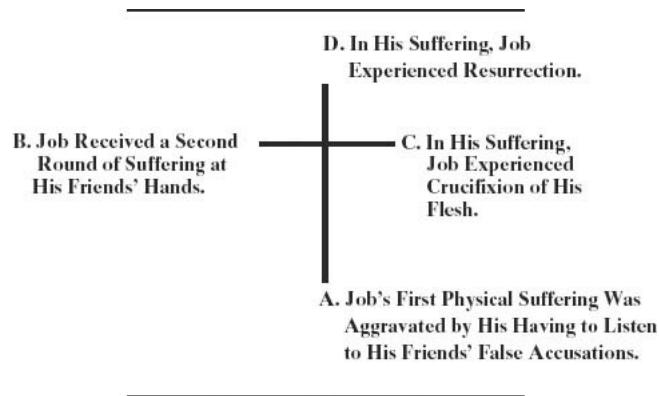 D. In His Suffering, Job
Experienced Resurrection.
B. Job Received a Second
Round of Suffering at
His Friends' Hands.
C. In His Suffering,
Job Experienced
Crucifixion of His
Flesh.
A. Job's First Physical Suffering Was
Aggravated by His Having to Listen
to His Friends' False Accusations.